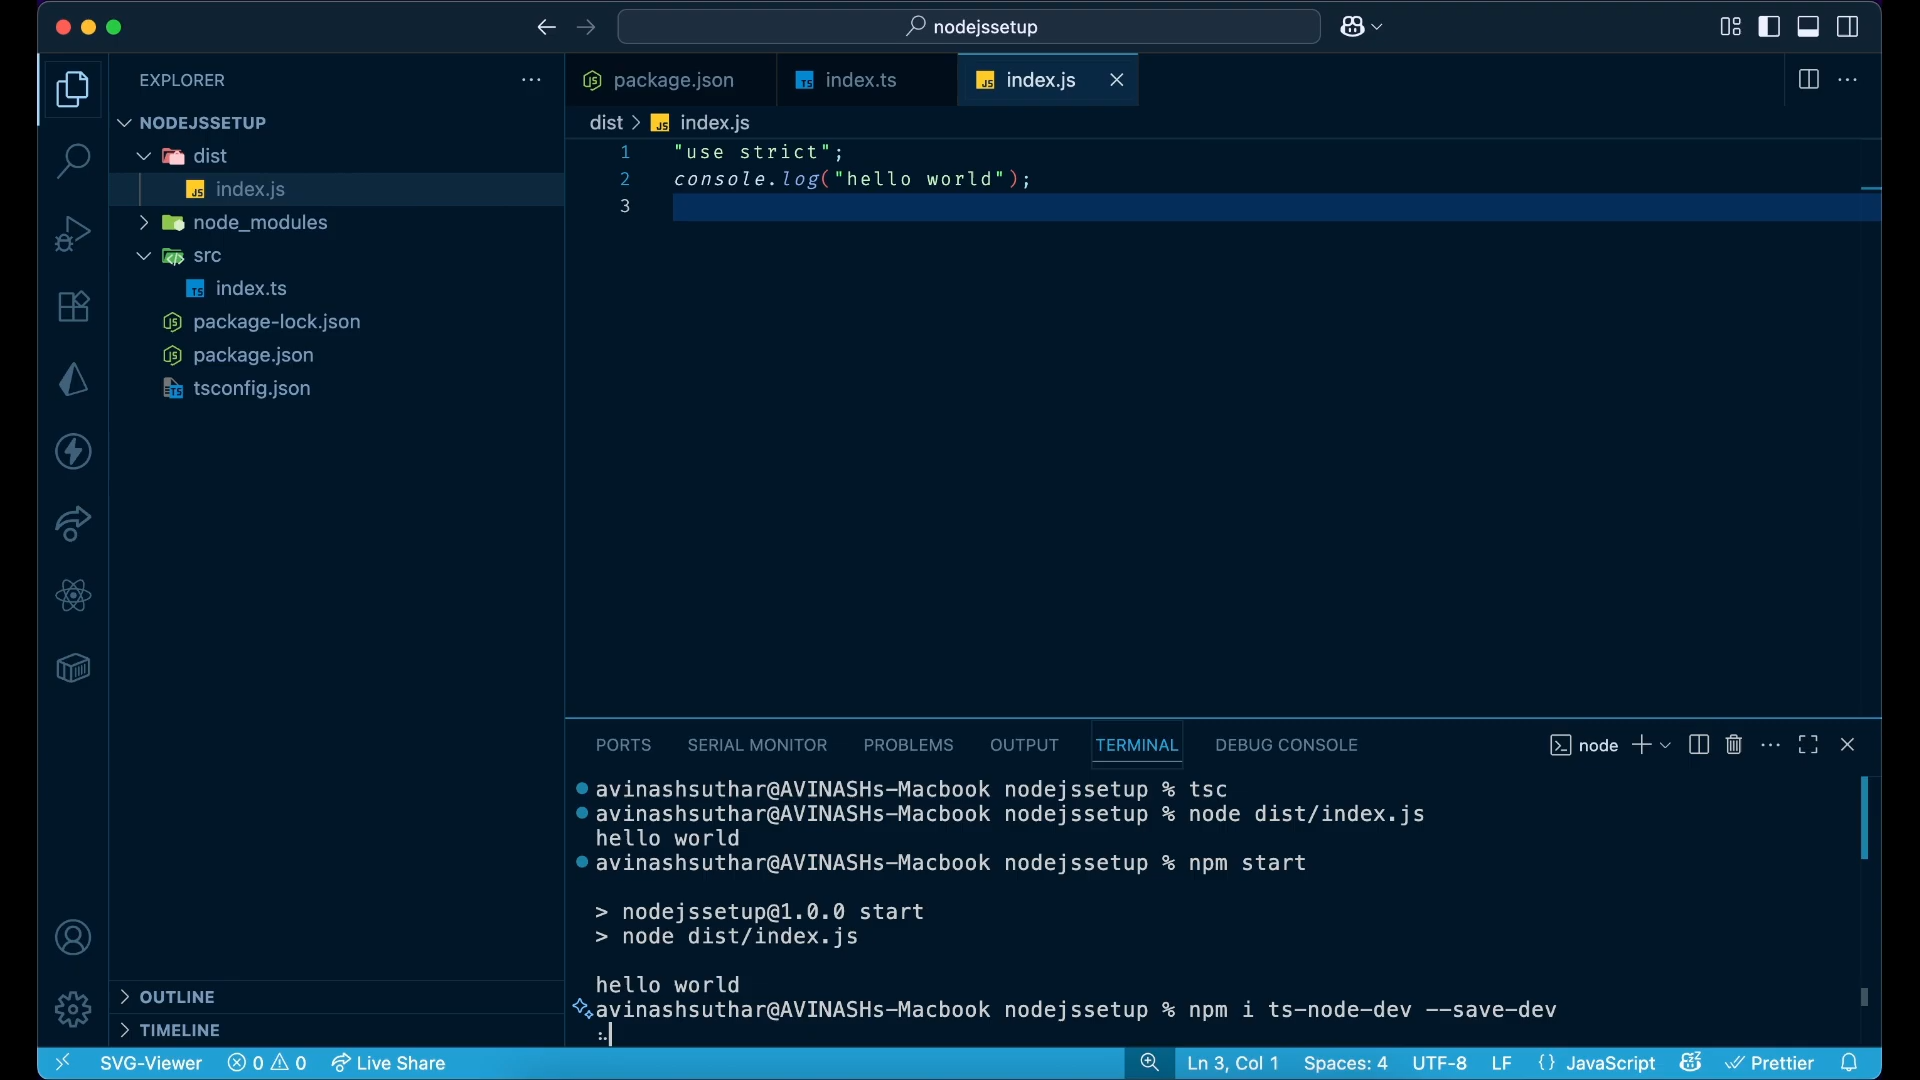 nodejssetup
EXPLORER
package.json
index.ts
index.js
NODEJSSETUP
dist > index.js
dist
index.js
node_modules
src
index.ts
package-lock.json
package.json
tsconfig.json
1 "use strict";
2 console.log("hello world");
3
PORTS SERIAL MONITOR PROBLEMS OUTPUT TERMINAL DEBUG CONSOLE
node
avinashsuthar@AVINASHs-Macbook nodejssetup % tsc
avinashsuthar@AVINASHs-Macbook nodejssetup % node dist/index.js
hello world
avinashsuthar@AVINASHs-Macbook nodejssetup % npm start
> nodejssetup@1.0.0 start
> node dist/index.js
hello world
avinashsuthar@AVINASHs-Macbook nodejssetup % npm i ts-node-dev --save-dev
OUTLINE
TIMELINE
SVG-Viewer 0 0 Live Share Ln 3, Col 1 Spaces: 4 UTF-8 LF {} JavaScript Prettier